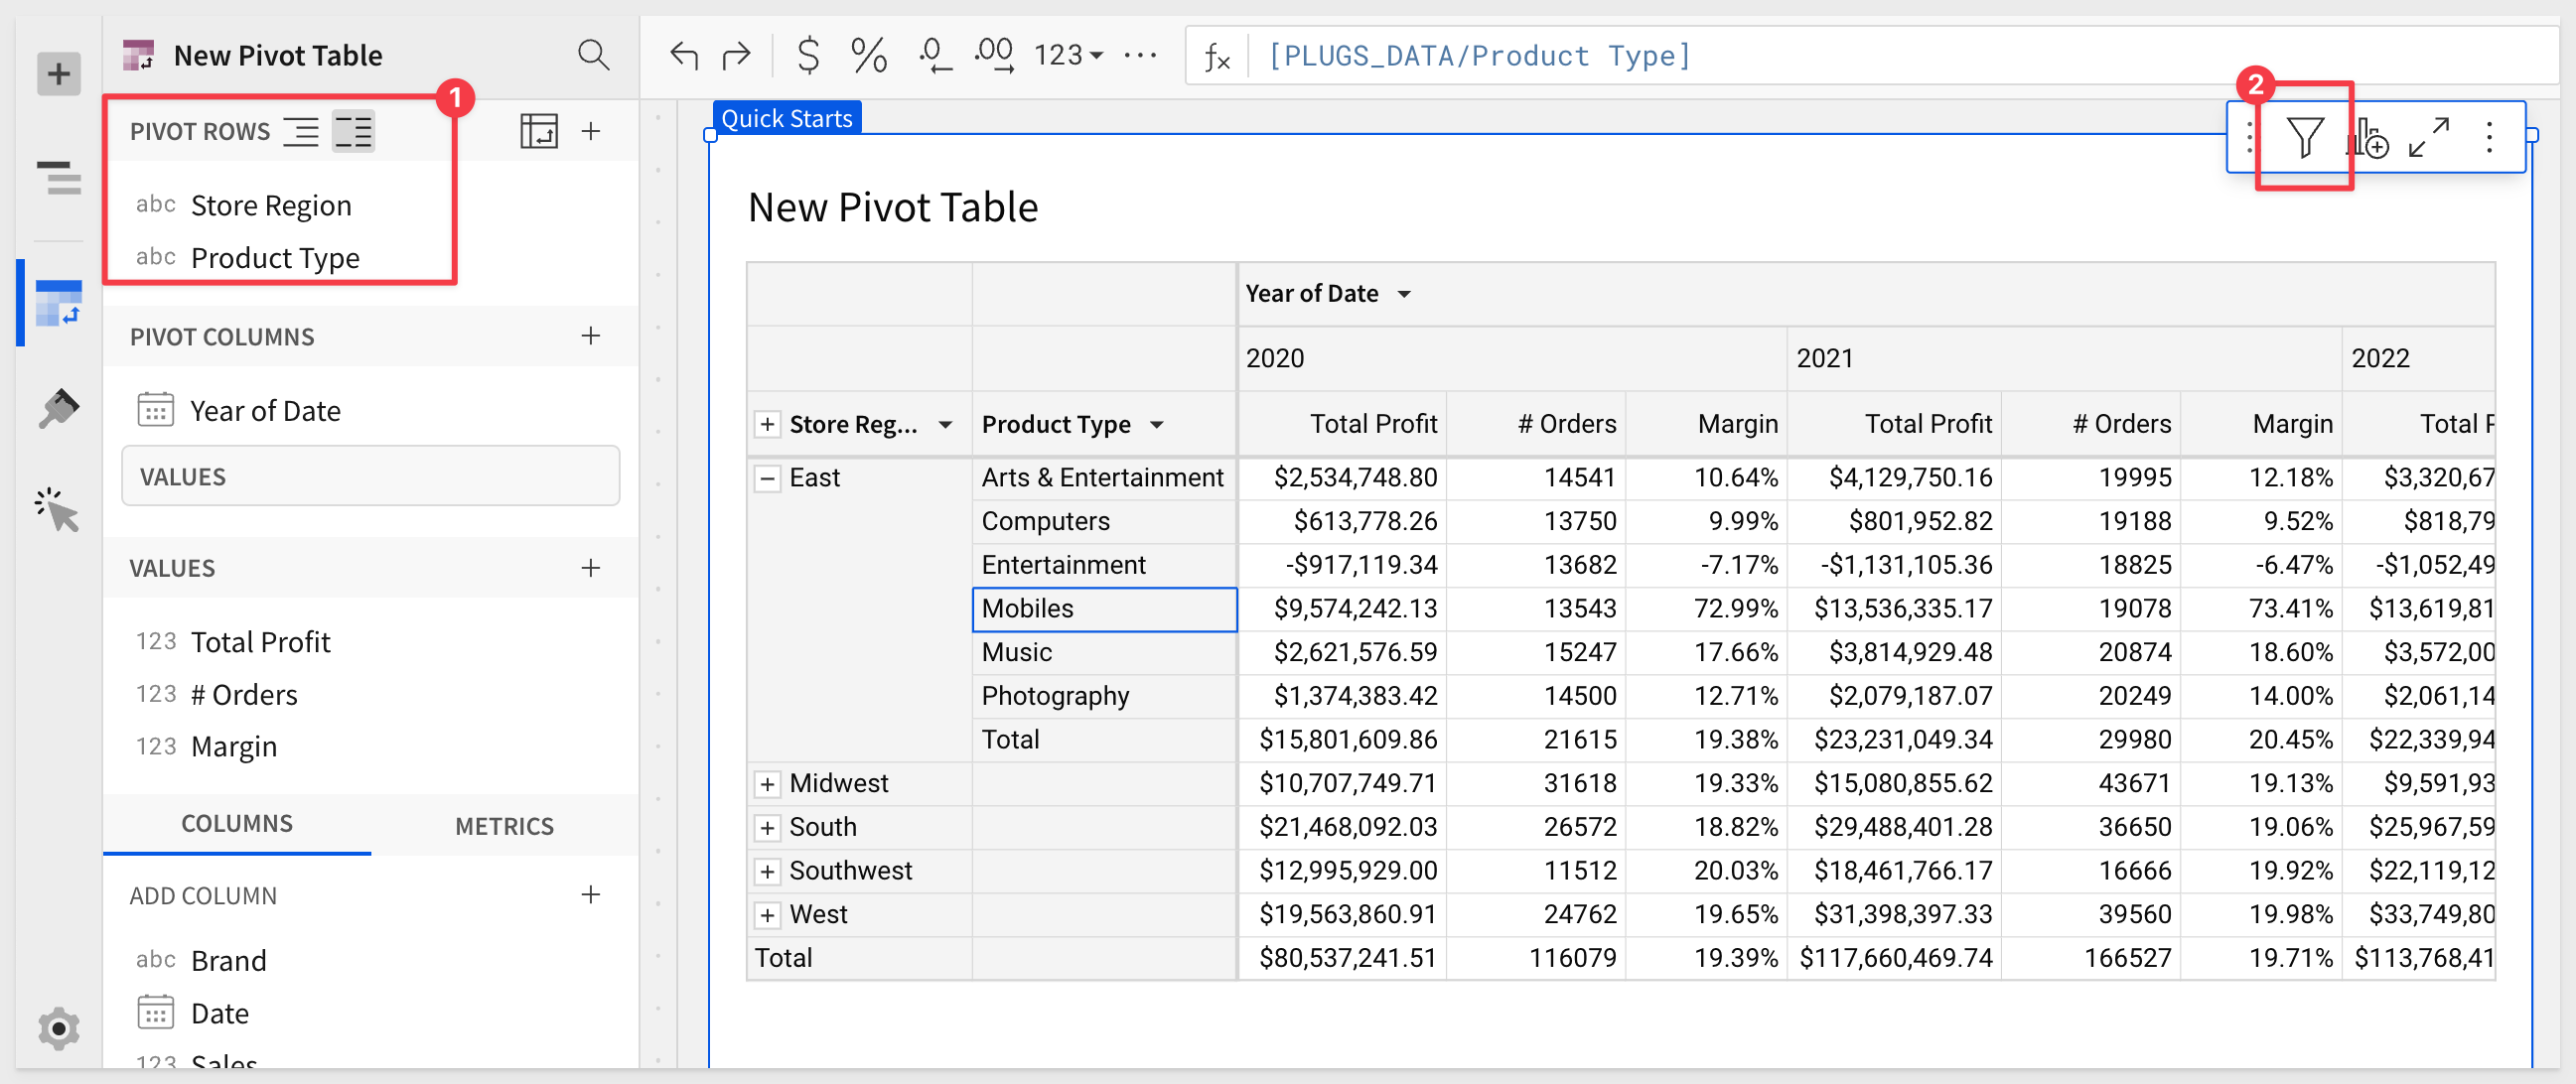 New Pivot Table
123
[PLUGS_DATA/Product Type]
1
PIVOT ROWS
abc Store Region
abc Product Type
PIVOT COLUMNS
Year of Date
VALUES
VALUES
123 Total Profit
123 # Orders
123 Margin
COLUMNS METRICS
ADD COLUMN
abc Brand
Date
123 Sales
Quick Starts
2
New Pivot Table
Year of Date
2020 2021 2022
Store Reg... Product Type Total Profit # Orders Margin Total Profit # Orders Margin Total P
East Arts & Entertainment $2,534,748.80 14541 10.64% $4,129,750.16 19995 12.18% $3,320,67
Computers $613,778.26 13750 9.99% $801,952.82 19188 9.52% $818,79
Entertainment -$917,119.34 13682 -7.17% -$1,131,105.36 18825 -6.47% -$1,052,49
Mobiles $9,574,242.13 13543 72.99% $13,536,335.17 19078 73.41% $13,619,81
Music $2,621,576.59 15247 17.66% $3,814,929.48 20874 18.60% $3,572,00
Photography $1,374,383.42 14500 12.71% $2,079,187.07 20249 14.00% $2,061,14
Total $15,801,609.86 21615 19.38% $23,231,049.34 29980 20.45% $22,339,94
Midwest $10,707,749.71 31618 19.33% $15,080,855.62 43671 19.13% $9,591,93
South $21,468,092.03 26572 18.82% $29,488,401.28 36650 19.06% $25,967,59
Southwest $12,995,929.00 11512 20.03% $18,461,766.17 16666 19.92% $22,119,12
West $19,563,860.91 24762 19.65% $31,398,397.33 39560 19.98% $33,749,80
Total $80,537,241.51 116079 19.39% $117,660,469.74 166527 19.71% $113,768,41